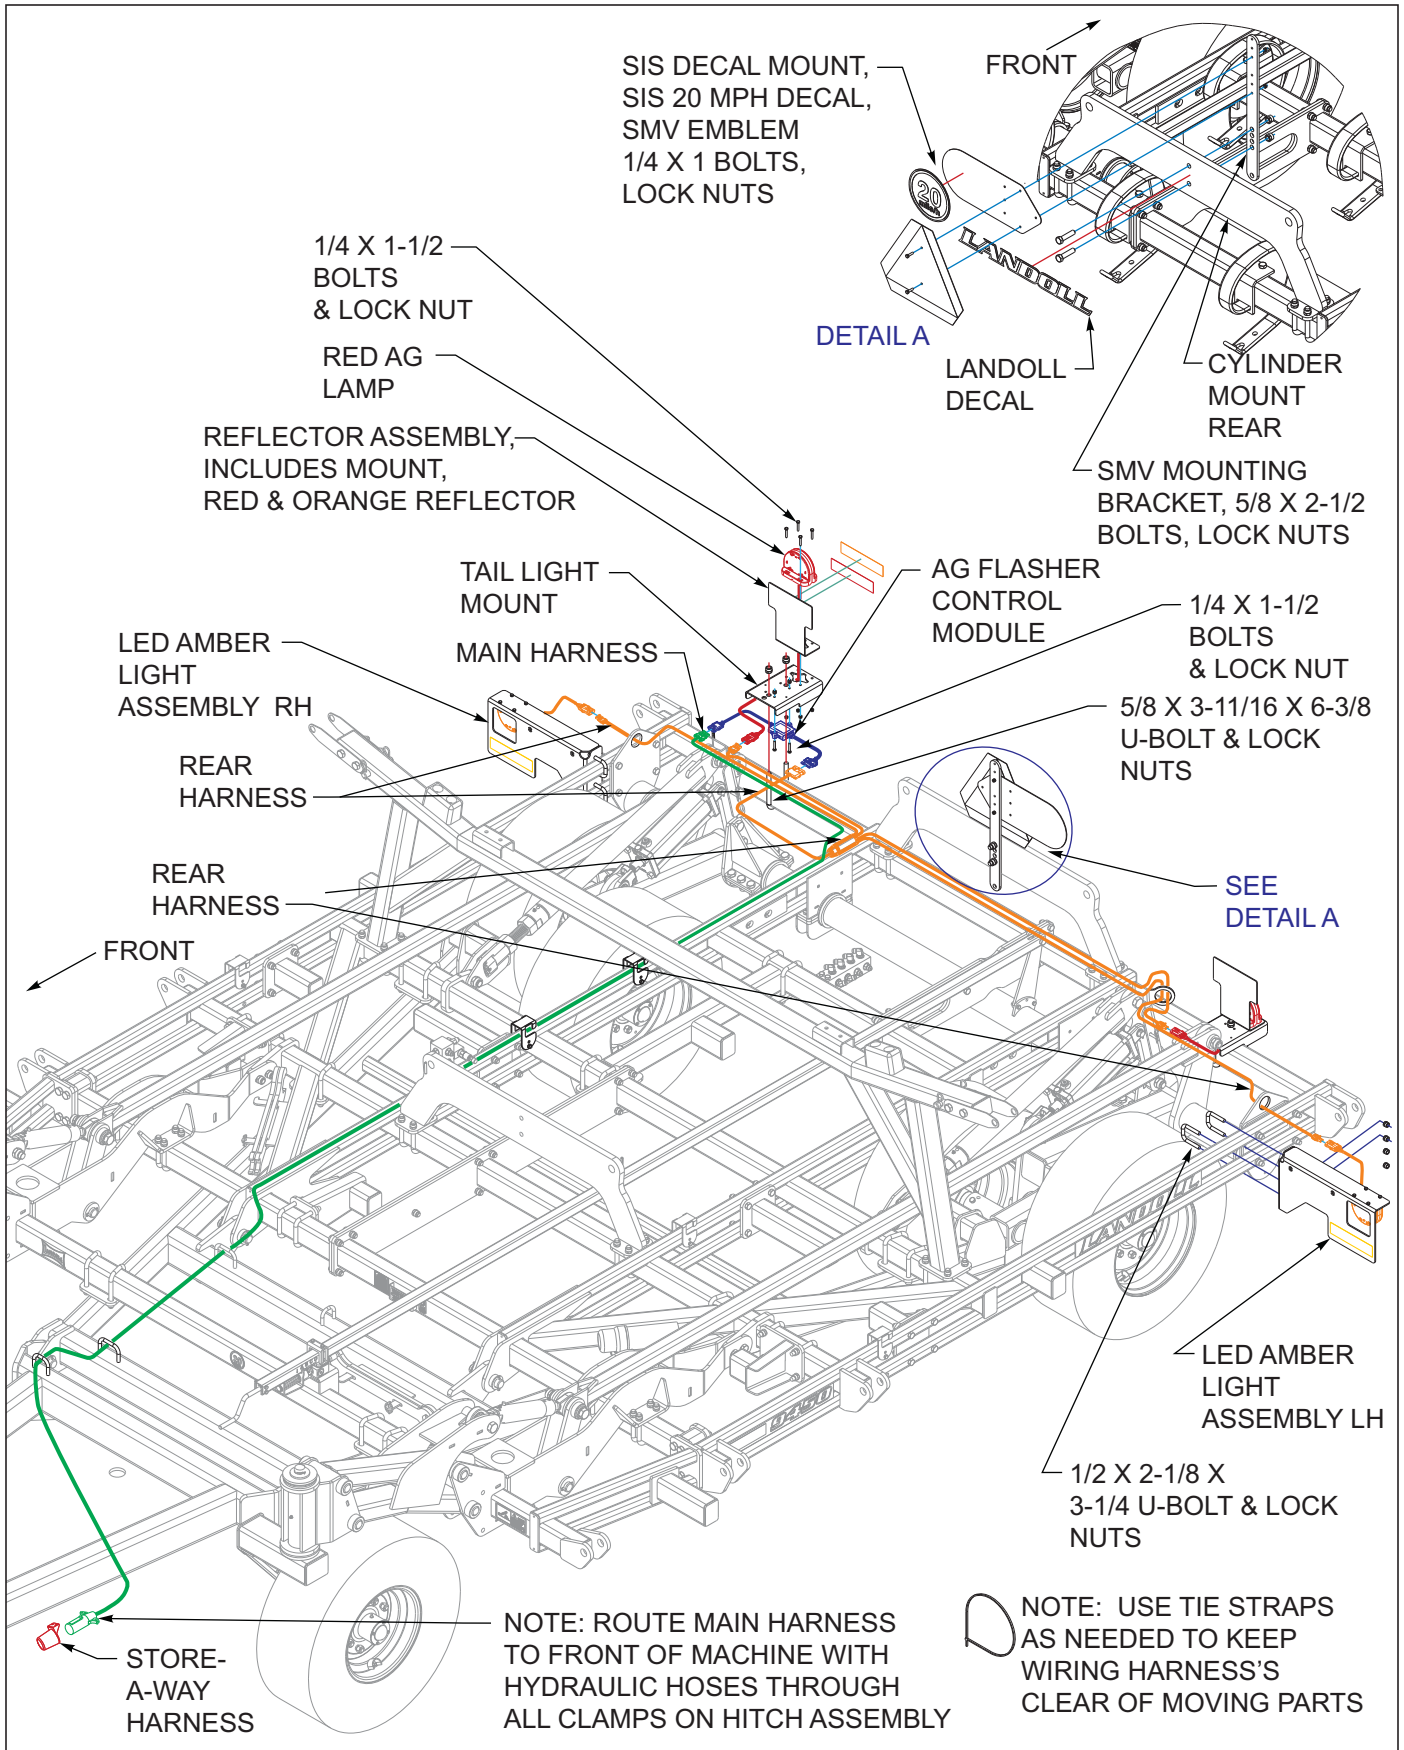 SIS DECAL MOUNT,
SIS 20 MPH DECAL,
SMV EMBLEM
1/4 X 1 BOLTS,
LOCK NUTS
FRONT
20
LANDOLL
DETAIL A
LANDOLL
DECAL
CYLINDER
MOUNT
REAR
SMV MOUNTING
BRACKET, 5/8 X 2-1/2
BOLTS, LOCK NUTS
1/4 X 1-1/2
BOLTS
& LOCK NUT
RED AG
LAMP
REFLECTOR ASSEMBLY,
INCLUDES MOUNT,
RED & ORANGE REFLECTOR
TAIL LIGHT
MOUNT
MAIN HARNESS
AG FLASHER
CONTROL
MODULE
1/4 X 1-1/2
BOLTS
& LOCK NUT
LED AMBER
LIGHT
ASSEMBLY RH
5/8 X 3-11/16 X 6-3/8
U-BOLT & LOCK
NUTS
REAR
HARNESS
REAR
HARNESS
SEE
DETAIL A
FRONT
LANDOLL
LED AMBER
LIGHT
ASSEMBLY LH
1/2 X 2-1/8 X
3-1/4 U-BOLT & LOCK
NUTS
STORE-
A-WAY
HARNESS
NOTE: ROUTE MAIN HARNESS
TO FRONT OF MACHINE WITH
HYDRAULIC HOSES THROUGH
ALL CLAMPS ON HITCH ASSEMBLY
NOTE: USE TIE STRAPS
AS NEEDED TO KEEP
WIRING HARNESS'S
CLEAR OF MOVING PARTS